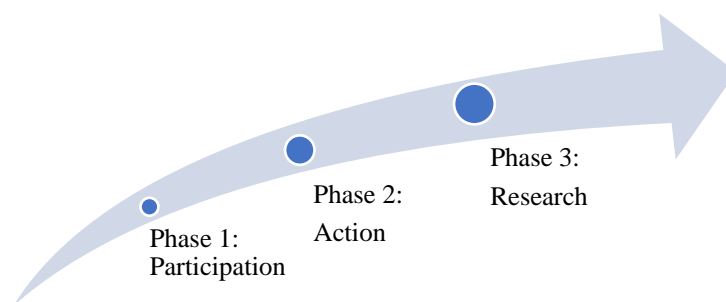 Phase 1:
Participation
Phase 2:
Action
Phase 3:
Research